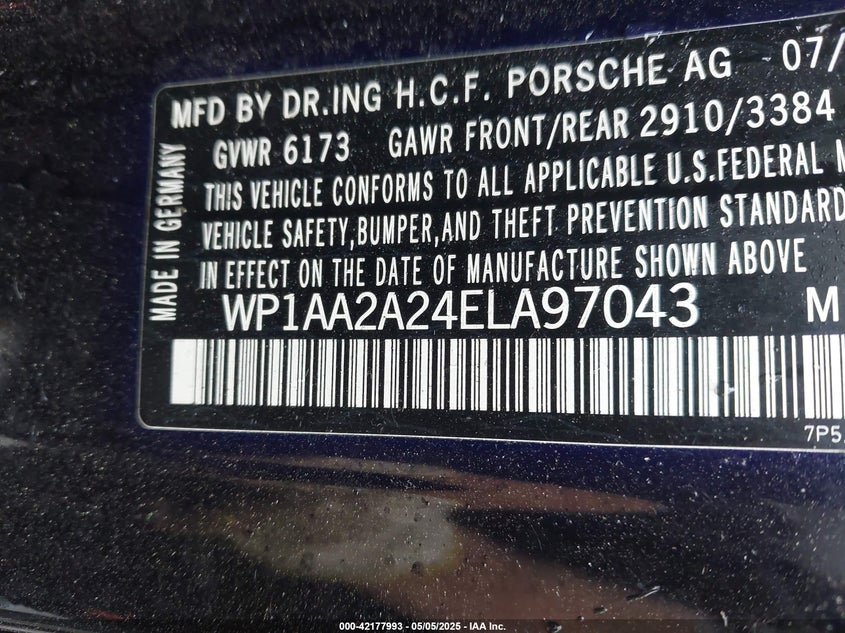 MFD BY DR.ING H.C.F. PORSCHE AG 07/
GVWR 6173 GAWR FRONT/REAR 2910/3384
THIS VEHICLE CONFORMS TO ALL APPLICABLE U.S.FEDERAL M
VEHICLE SAFETY,BUMPER,AND THEFT PREVENTION STANDARD
IN EFFECT ON THE DATE OF MANUFACTURE SHOWN ABOVE
WP1AA2A24ELA97043 M
MADE IN GERMANY
7P5.
000-42177993 - 05/05/2025 - IAA Inc.